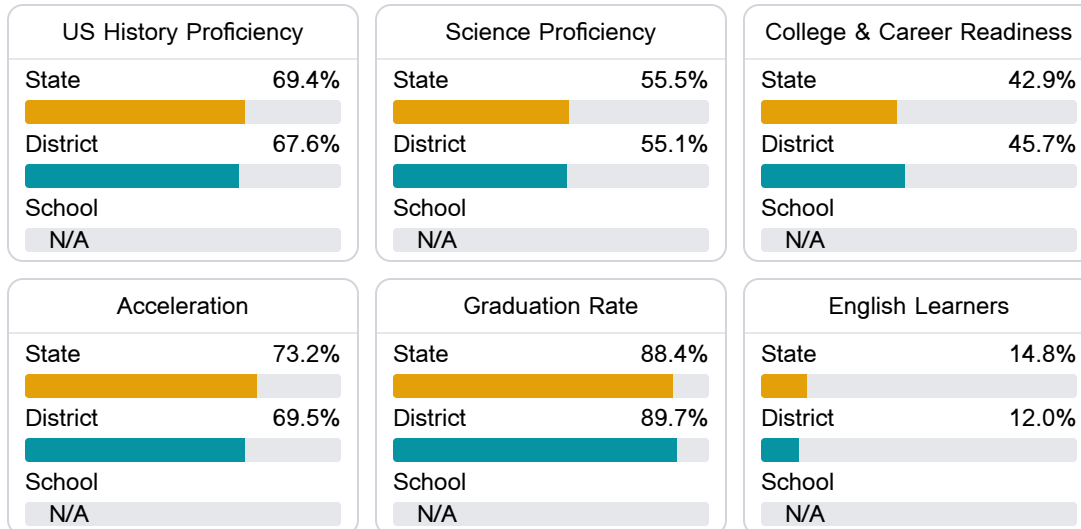 US History Proficiency
State 69.4%
District 67.6%
School
N/A
Science Proficiency
State 55.5%
District 55.1%
School
N/A
College & Career Readiness
State 42.9%
District 45.7%
School
N/A
Acceleration
State 73.2%
District 69.5%
School
N/A
Graduation Rate
State 88.4%
District 89.7%
School
N/A
English Learners
State 14.8%
District 12.0%
School
N/A